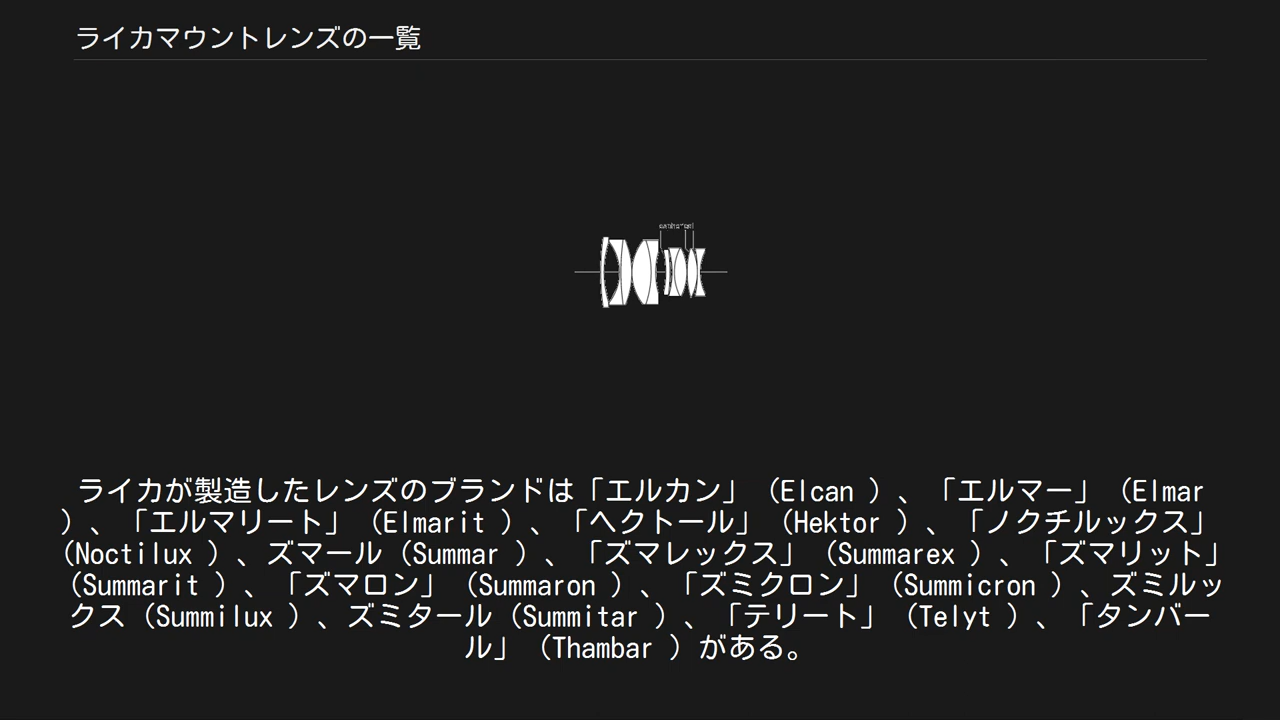 ライカマウントレンズの一覧
ライカが製造したレンズのブランドは「エルカン」（Elcan ）、「エルマー」（Elmar
）、「エルマリート」（Elmarit ）、「ヘクトール」（Hektor ）、「ノクチルックス」
（Noctilux ）、ズマール（Summar ）、「ズマレックス」（Summarex ）、「ズマリット」
（Summarit ）、「ズマロン」（Summaron ）、「ズミクロン」（Summicron ）、ズミルッ
クス（Summilux ）、ズミタール（Summitar ）、「テリート」（Telyt ）、「タンバー
ル」（Thambar ）がある。